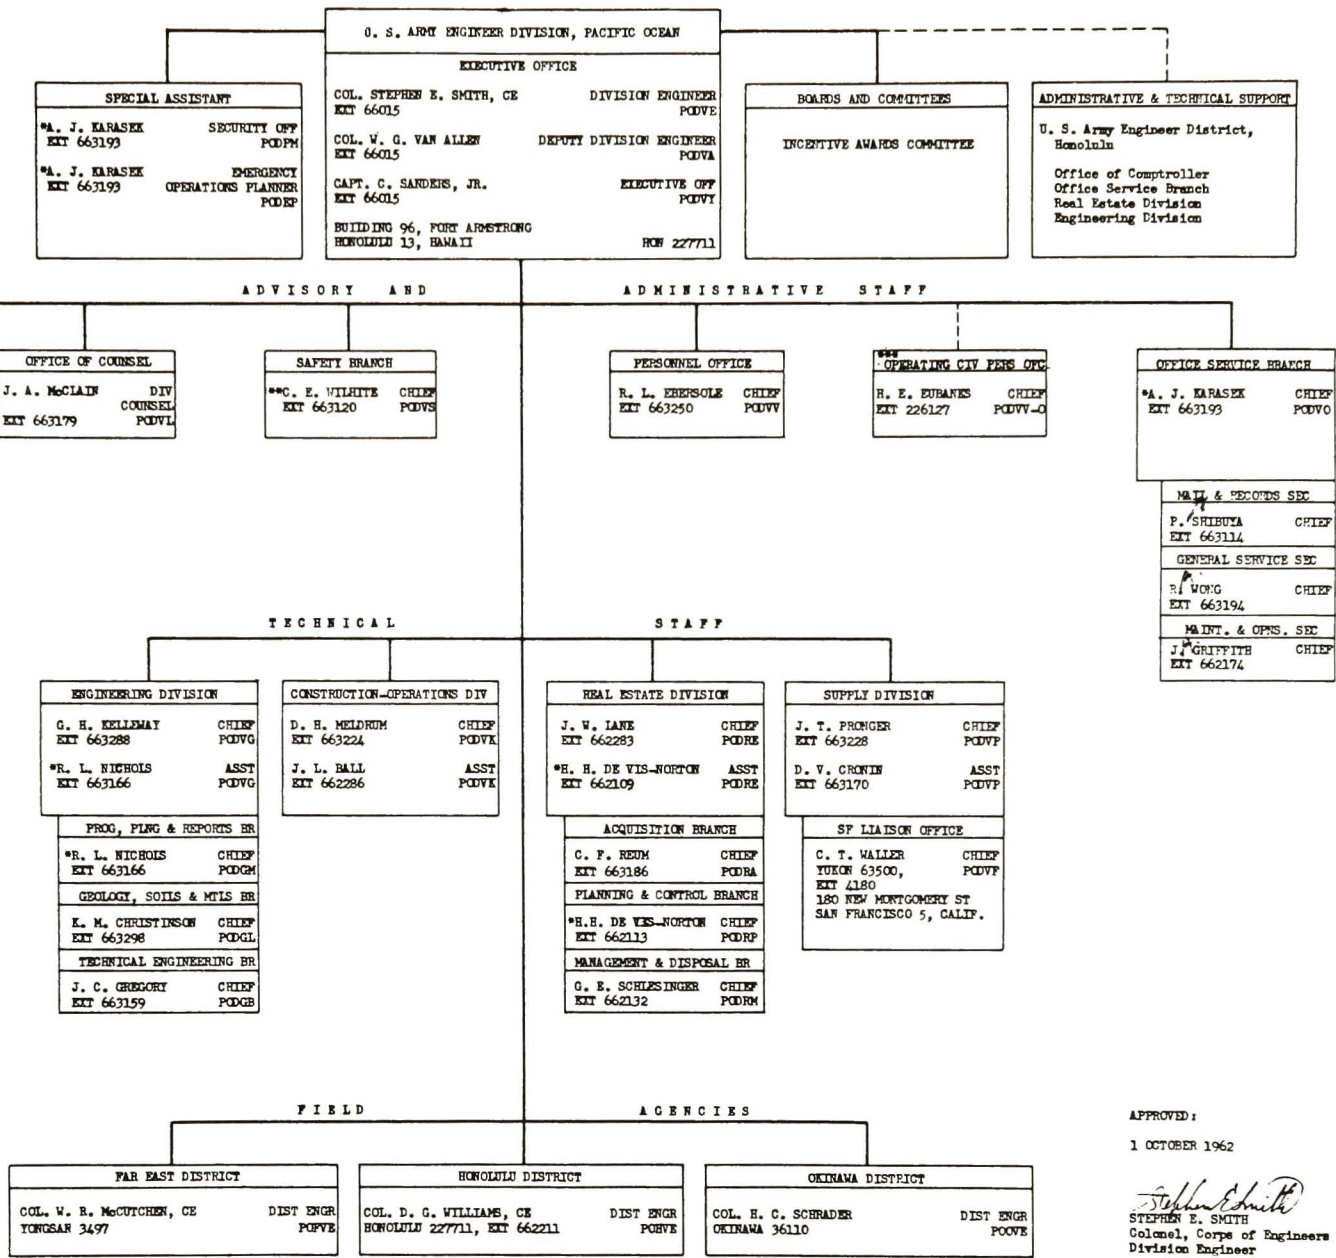 U. S. ARMY ENGINEER DIVISION, PACIFIC OCEAN
EXECUTIVE OFFICE
COL. STEPHEN E. SMITH, CE DIVISION ENGINEER
EXT 66015 PODVE
COL. W. G. VAN ALLEN DEPUTY DIVISION ENGINEER
EXT 66015 PODVA
CAPT. C. SANDERS, JR. EXECUTIVE OFF
EXT 66015 PODVY
BUILDING 96, FORT ARMSTRONG
HONOLULU 13, HAWAII HON 227711
SPECIAL ASSISTANT
*A. J. KARASEK SECURITY OFF
EXT 663193 PODPM
*A. J. KARASEK EMERGENCY
EXT 663193 OPERATIONS PLANNER
PODEP
BOARDS AND COMMITTEES
INCENTIVE AWARDS COMMITTEE
ADMINISTRATIVE & TECHNICAL SUPPORT
U. S. Army Engineer District,
Honolulu
Office of Comptroller
Office Service Branch
Real Estate Division
Engineering Division
ADVISORY AND ADMINISTRATIVE STAFF
OFFICE OF COUNSEL
J. A. McCLAIN DIV
COUNSEL
EXT 663179 PODVL
SAFETY BRANCH
**C. E. WILHITE CHIEF
EXT 663120 PODVS
PERSONNEL OFFICE
R. L. EBERSOLE CHIEF
EXT 663250 PODVV
***
OPERATING CIV PERS OFC
H. E. EUBANKS CHIEF
EXT 226127 PODVV-O
OFFICE SERVICE BRANCH
*A. J. KARASEK CHIEF
EXT 663193 PODVO
MAIL & RECORDS SEC
P. SHIBUYA CHIEF
EXT 663114
GENERAL SERVICE SEC
WONG CHIEF
EXT 663194
MAINT. & OPNS. SEC
J. GRIFFITH CHIEF
EXT 662174
TECHNICAL STAFF
ENGINEERING DIVISION
G. H. KELLEWAY CHIEF
EXT 663288 PODVG
*R. L. NICHOLS ASST
EXT 663166 PODVG
PROG, PLNG & REPORTS BR
*R. L. NICHOLS CHIEF
EXT 663166 PODGM
GEOLOGY, SOILS & MTLS BR
K. M. CHRISTINSON CHIEF
EXT 663298 PODGL
TECHNICAL ENGINEERING BR
J. C. GREGORY CHIEF
EXT 663159 PODGB
CONSTRUCTION-OPERATIONS DIV
D. H. MELDRUM CHIEF
EXT 663224 PODVK
J. L. BALL ASST
EXT 662286 PODVK
REAL ESTATE DIVISION
J. W. LANE CHIEF
EXT 662283 PODRE
*H. H. DE VIS-NORTON ASST
EXT 662109 PODRE
ACQUISITION BRANCH
C. F. REUM CHIEF
EXT 663186 PODRA
PLANNING & CONTROL BRANCH
*H.H. DE VIS-NORTON CHIEF
EXT 662113 PODRP
MANAGEMENT & DISPOSAL BR
G. E. SCHLESINGER CHIEF
EXT 662132 PODRM
SUPPLY DIVISION
J. T. PRONGER CHIEF
EXT 663228 PODVP
D. V. CRONIN ASST
EXT 663170 PODVP
SF LIAISON OFFICE
C. T. WALLER CHIEF
YUKON 63500, PODVF
EXT 4180
180 NEW MONTGOMERY ST
SAN FRANCISCO 5, CALIF.
FIELD AGENCIES
FAR EAST DISTRICT
COL. W. R. McCUTCHEN, CE DIST ENGR
YONGSAN 3497 POFVE
HONOLULU DISTRICT
COL. D. G. WILLIAMS, CE DIST ENGR
HONOLULU 227711, EXT 662211 POHVE
OKINAWA DISTRICT
COL. H. C. SCHRADER DIST ENGR
OKINAWA 36110 POOVE
APPROVED:
1 OCTOBER 1962
Stephen E Smith
STEPHEN E. SMITH
Colonel, Corps of Engineers
Division Engineer